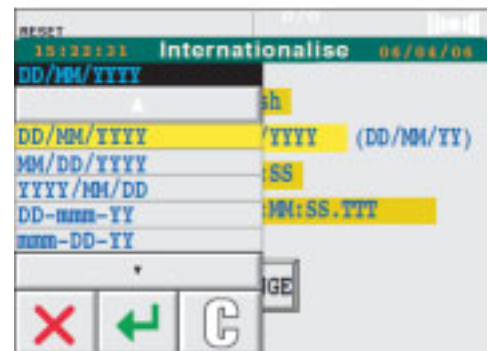 RESET
15:22:31 Internationalise 04/04/06
DD/MM/YYYY
sh
DD/MM/YYYY /YYYY (DD/MM/YY)
MM/DD/YYYY :SS
YYYY/MM/DD
DD-mmm-YY :MM:SS.TTT
mmm-DD-YY
GE
C